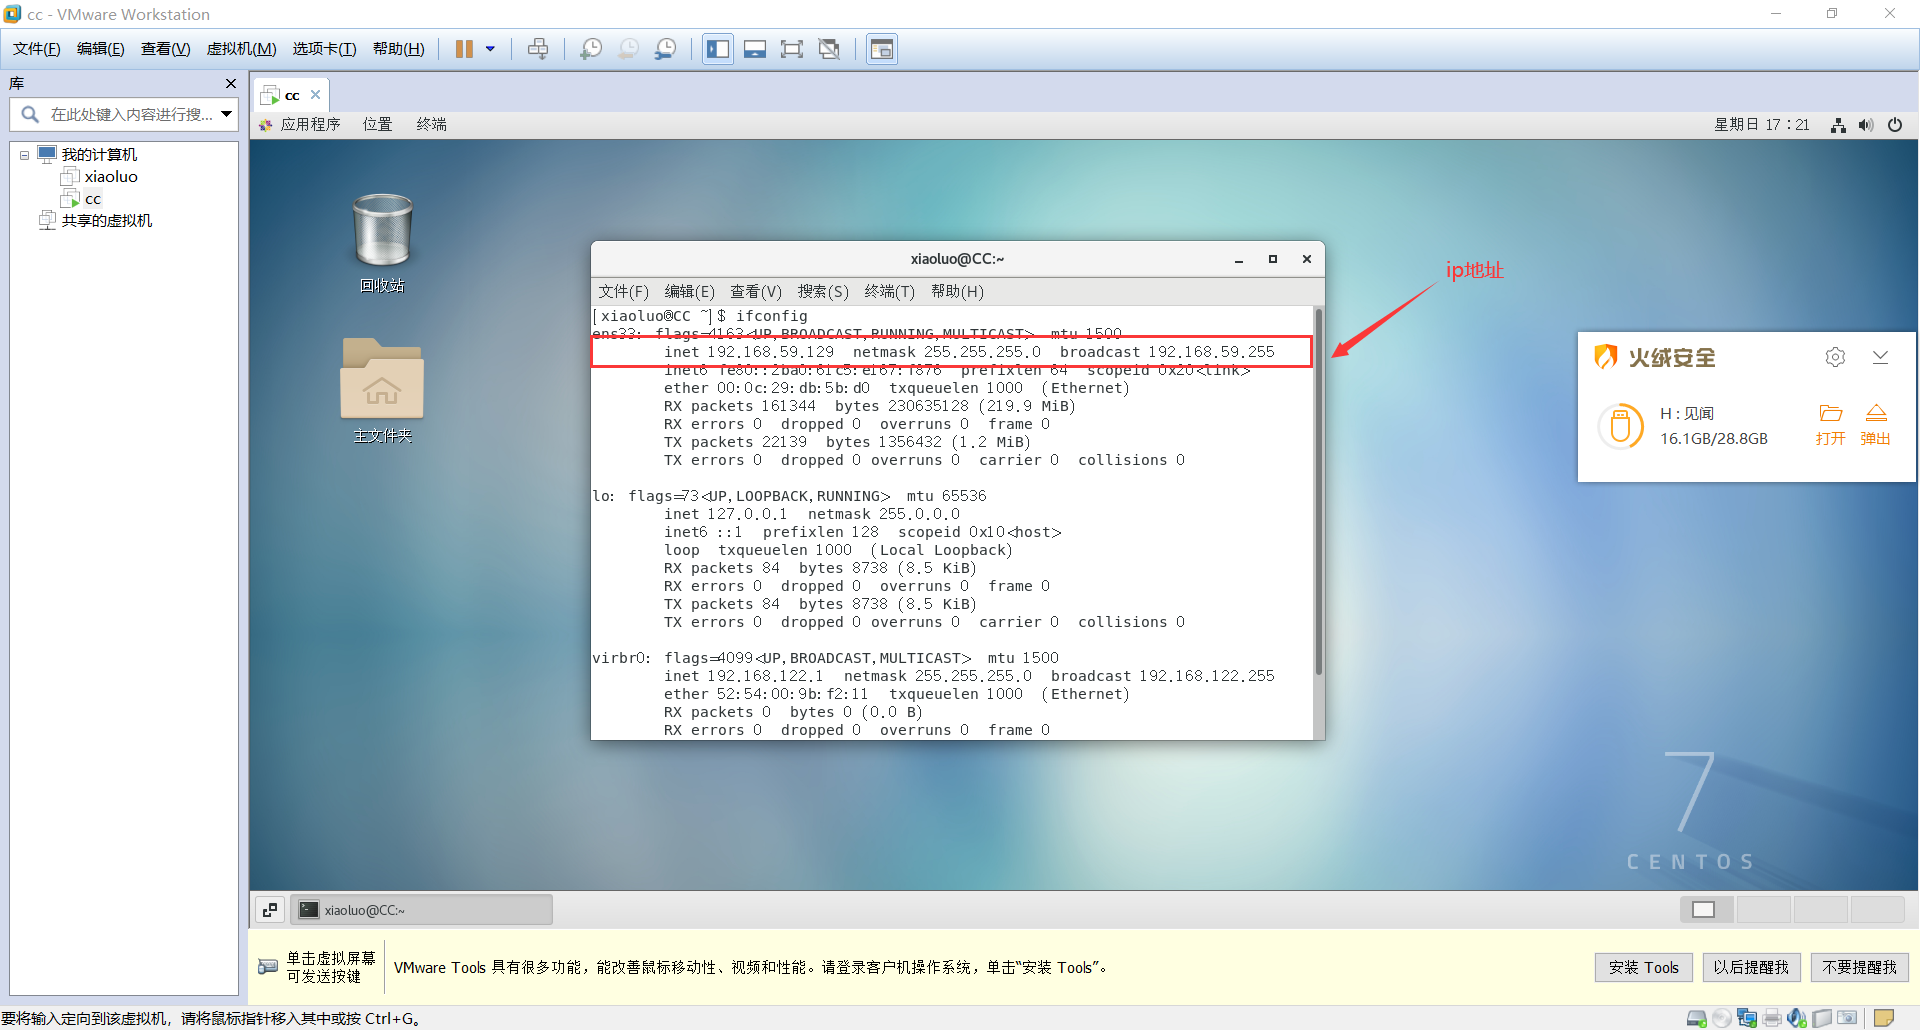 cc - VMware Workstation
文件(F) 编辑(E) 查看(V) 虚拟机(M) 选项卡(T) 帮助(H)
库
在此处键入内容进行搜...
我的计算机
xiaoluo
cc
共享的虚拟机
cc
应用程序 位置 终端
星期日 17:21
回收站
主文件夹
xiaoluo@CC:~
文件(F) 编辑(E) 查看(V) 搜索(S) 终端(T) 帮助(H)
[xiaoluo@CC ~]$ ifconfig
ens33: flags=4163<UP,BROADCAST,RUNNING,MULTICAST> mtu 1500
inet 192.168.59.129 netmask 255.255.255.0 broadcast 192.168.59.255
inet6 fe80::2ba0:61c5:e167:f876 prefixlen 64 scopeid 0x20<link>
ether 00:0c:29:db:5b:d0 txqueuelen 1000 (Ethernet)
RX packets 161344 bytes 230635128 (219.9 MiB)
RX errors 0 dropped 0 overruns 0 frame 0
TX packets 22139 bytes 1356432 (1.2 MiB)
TX errors 0 dropped 0 overruns 0 carrier 0 collisions 0
lo: flags=73<UP,LOOPBACK,RUNNING> mtu 65536
inet 127.0.0.1 netmask 255.0.0.0
inet6 ::1 prefixlen 128 scopeid 0x10<host>
loop txqueuelen 1000 (Local Loopback)
RX packets 84 bytes 8738 (8.5 KiB)
RX errors 0 dropped 0 overruns 0 frame 0
TX packets 84 bytes 8738 (8.5 KiB)
TX errors 0 dropped 0 overruns 0 carrier 0 collisions 0
virbr0: flags=4099<UP,BROADCAST,MULTICAST> mtu 1500
inet 192.168.122.1 netmask 255.255.255.0 broadcast 192.168.122.255
ether 52:54:00:9b:f2:11 txqueuelen 1000 (Ethernet)
RX packets 0 bytes 0 (0.0 B)
RX errors 0 dropped 0 overruns 0 frame 0
ip地址
火绒安全
H:见闻
16.1GB/28.8GB
打开 弹出
7
CENTOS
xiaoluo@CC:~
单击虚拟屏幕
可发送按键
VMware Tools 具有很多功能，能改善鼠标移动性、视频和性能。请登录客户机操作系统，单击“安装 Tools”。
安装 Tools 以后提醒我 不要提醒我
要将输入定向到该虚拟机，请将鼠标指针移入其中或按 Ctrl+G。